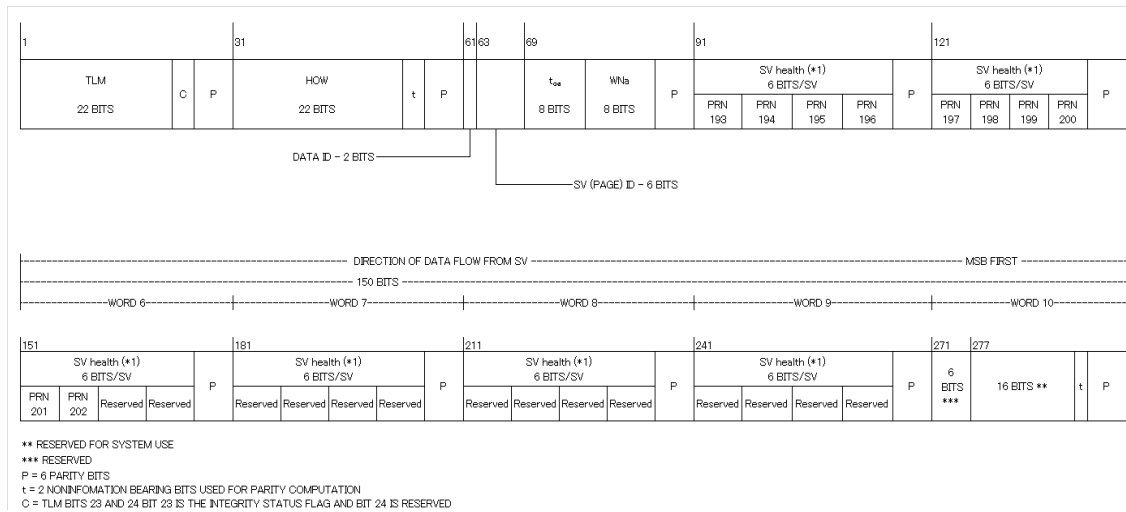 1 31 61 63 69 91 121
TLM
22 BITS
C
P
HOW
22 BITS
t
P
toa
8 BITS
WNa
8 BITS
P
SV health (*1)
6 BITS/SV
PRN 193
PRN 194
PRN 195
PRN 196
P
SV health (*1)
6 BITS/SV
PRN 197
PRN 198
PRN 199
PRN 200
P
DATA ID - 2 BITS
SV (PAGE) ID - 6 BITS
DIRECTION OF DATA FLOW FROM SV MSB FIRST
150 BITS
WORD 6 WORD 7 WORD 8 WORD 9 WORD 10
151 181 211 241 271 277
SV health (*1)
6 BITS/SV
PRN 201
PRN 202
Reserved
Reserved
P
SV health (*1)
6 BITS/SV
Reserved
Reserved
Reserved
Reserved
P
SV health (*1)
6 BITS/SV
Reserved
Reserved
Reserved
Reserved
P
SV health (*1)
6 BITS/SV
Reserved
Reserved
Reserved
Reserved
P
6
BITS
***
16 BITS **
t
P
** RESERVED FOR SYSTEM USE
*** RESERVED
P = 6 PARITY BITS
t = 2 NONINFOMATION BEARING BITS USED FOR PARITY COMPUTATION
C = TLM BITS 23 AND 24 BIT 23 IS THE INTEGRITY STATUS FLAG AND BIT 24 IS RESERVED